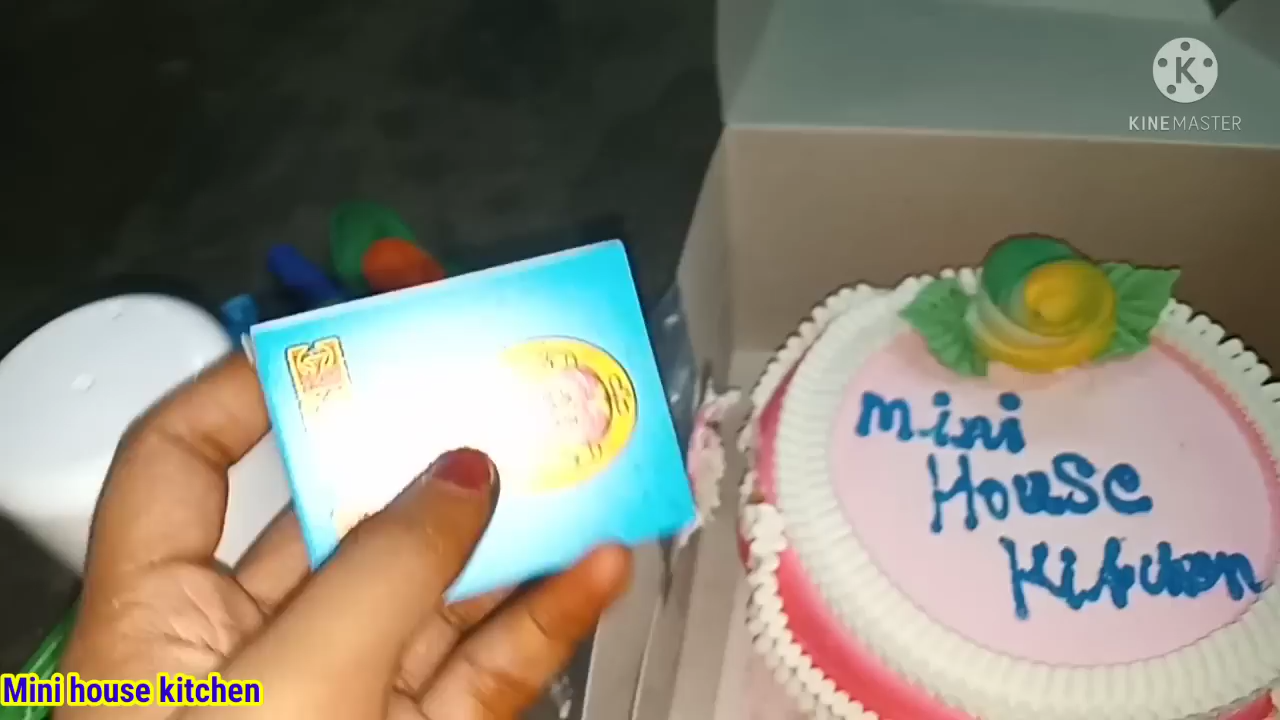 KINEMASTER
Mini
House
Kitchen
Mini house kitchen